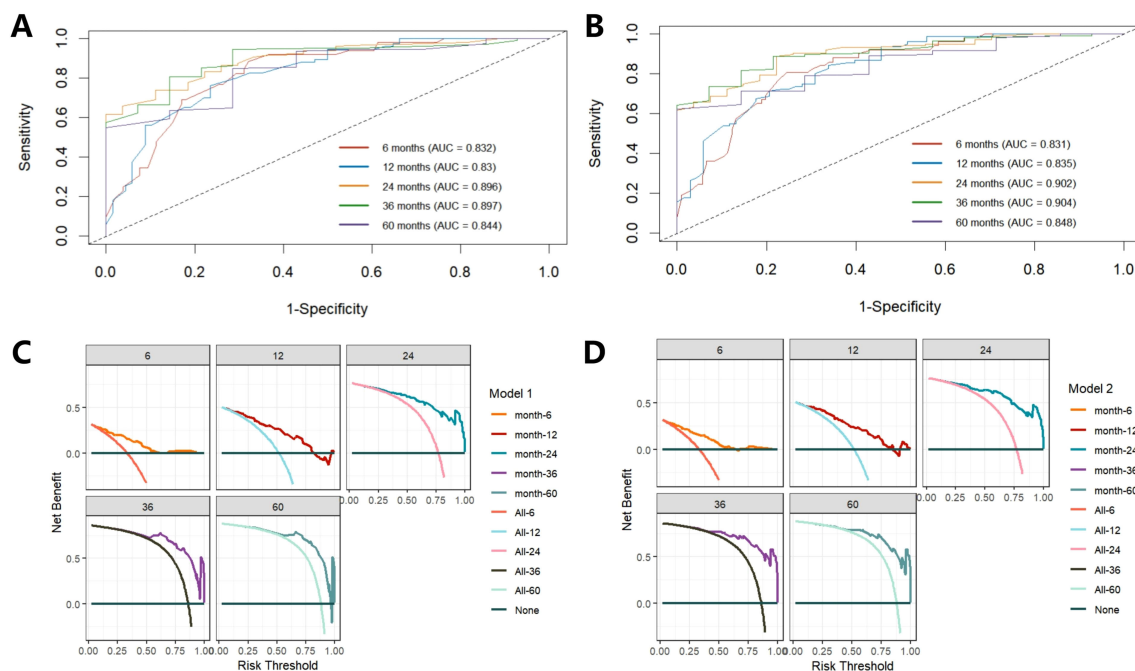 A
1.0
0.8
0.6
0.4
0.2
0.0
Sensitivity
6 months (AUC = 0.832)
12 months (AUC = 0.83)
24 months (AUC = 0.896)
36 months (AUC = 0.897)
60 months (AUC = 0.844)
0.0 0.2 0.4 0.6 0.8 1.0
1-Specificity
B
1.0
0.8
0.6
0.4
0.2
0.0
Sensitivity
6 months (AUC = 0.831)
12 months (AUC = 0.835)
24 months (AUC = 0.902)
36 months (AUC = 0.904)
60 months (AUC = 0.848)
0.0 0.2 0.4 0.6 0.8 1.0
1-Specificity
C
6 12 24
0.5
0.0
Net Benefit
36 60
0.5
0.0
0.00 0.25 0.50 0.75 1.00
0.00 0.25 0.50 0.75 1.00 0.00 0.25 0.50 0.75 1.00
Risk Threshold
Model 1
month-6
month-12
month-24
month-36
month-60
All-6
All-12
All-24
All-36
All-60
None
D
6 12 24
0.5
0.0
Net Benefit
36 60
0.5
0.0
0.00 0.25 0.50 0.75 1.00
0.00 0.25 0.50 0.75 1.00 0.00 0.25 0.50 0.75 1.00
Risk Threshold
Model 2
month-6
month-12
month-24
month-36
month-60
All-6
All-12
All-24
All-36
All-60
None